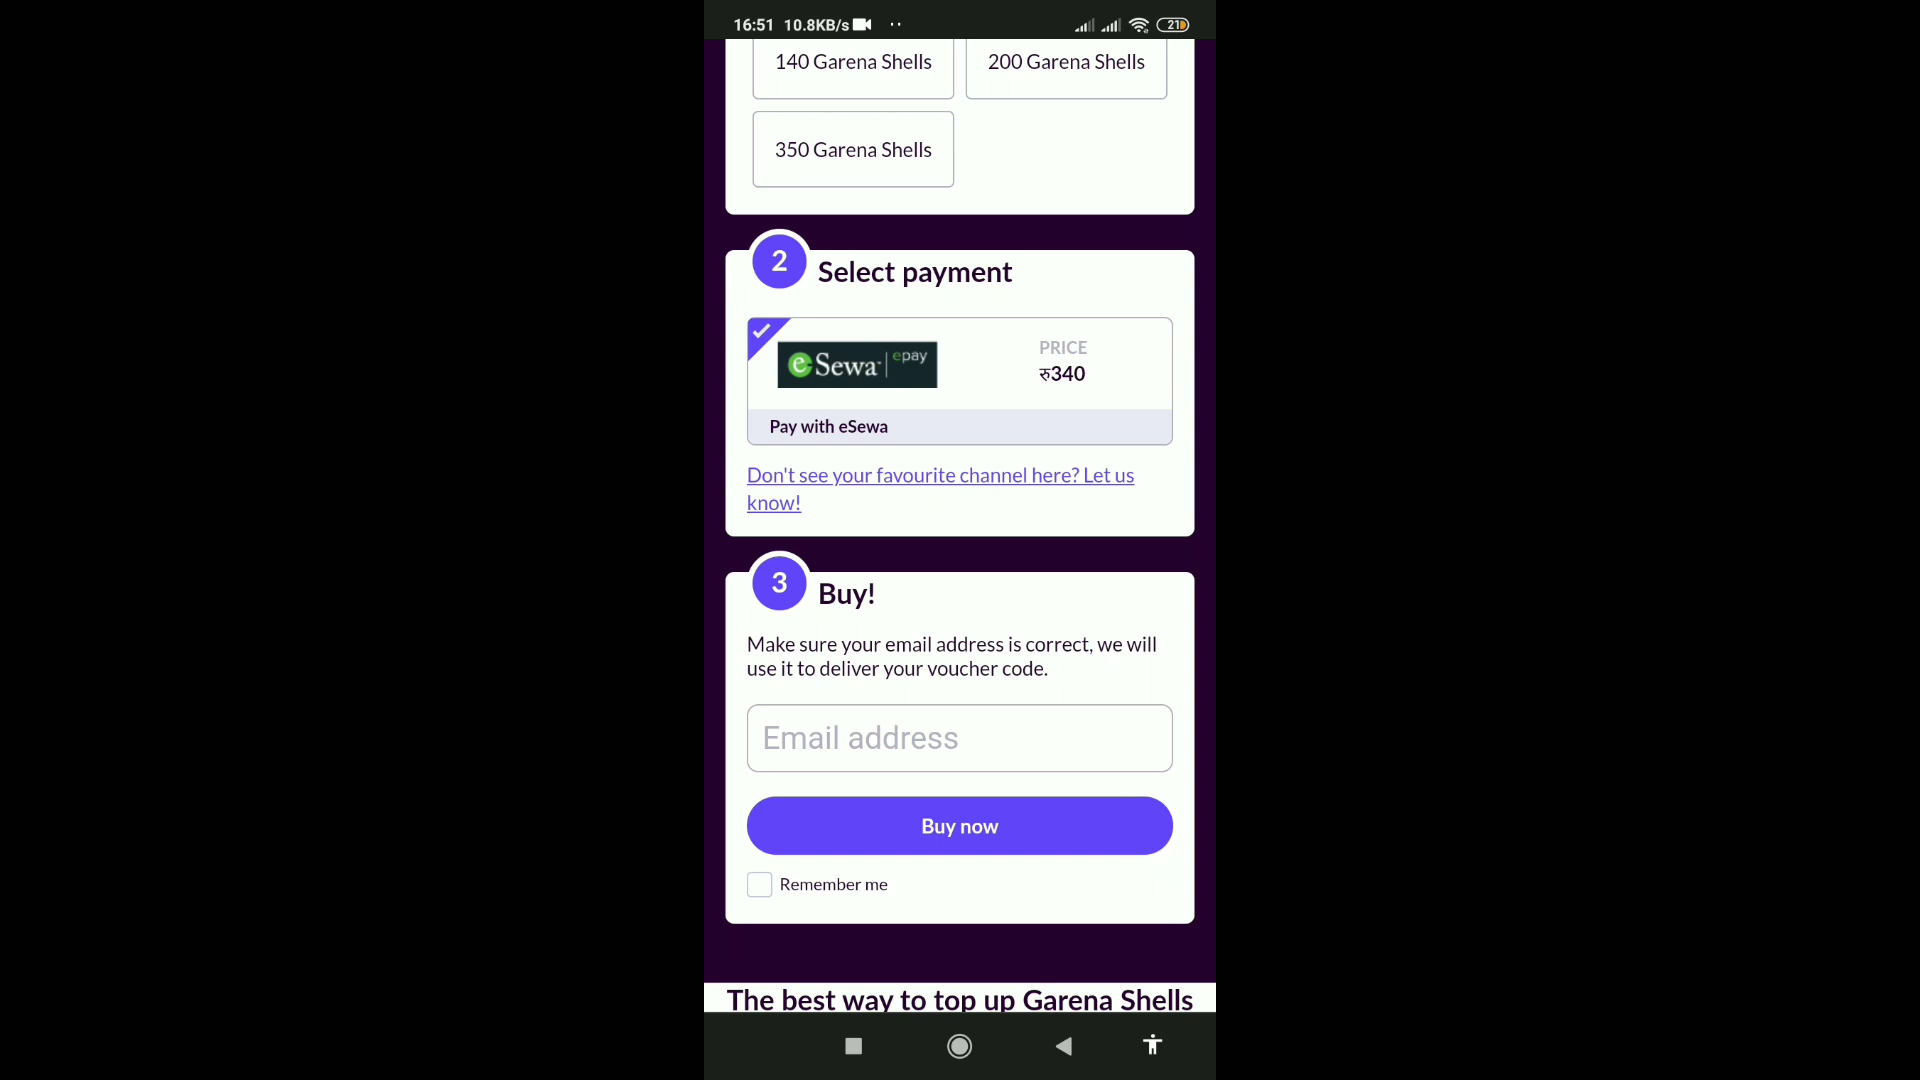 16:51 10.8KB/s
21
140 Garena Shells
200 Garena Shells
350 Garena Shells
2
Select payment
eSewa epay
PRICE
रु340
Pay with eSewa
Don't see your favourite channel here? Let us
know!
3
Buy!
Make sure your email address is correct, we will
use it to deliver your voucher code.
Email address
Buy now
Remember me
The best way to top up Garena Shells